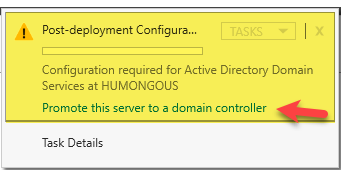 Post-deployment Configura...
TASKS
X
Configuration required for Active Directory Domain
Services at HUMONGOUS
Promote this server to a domain controller
Task Details